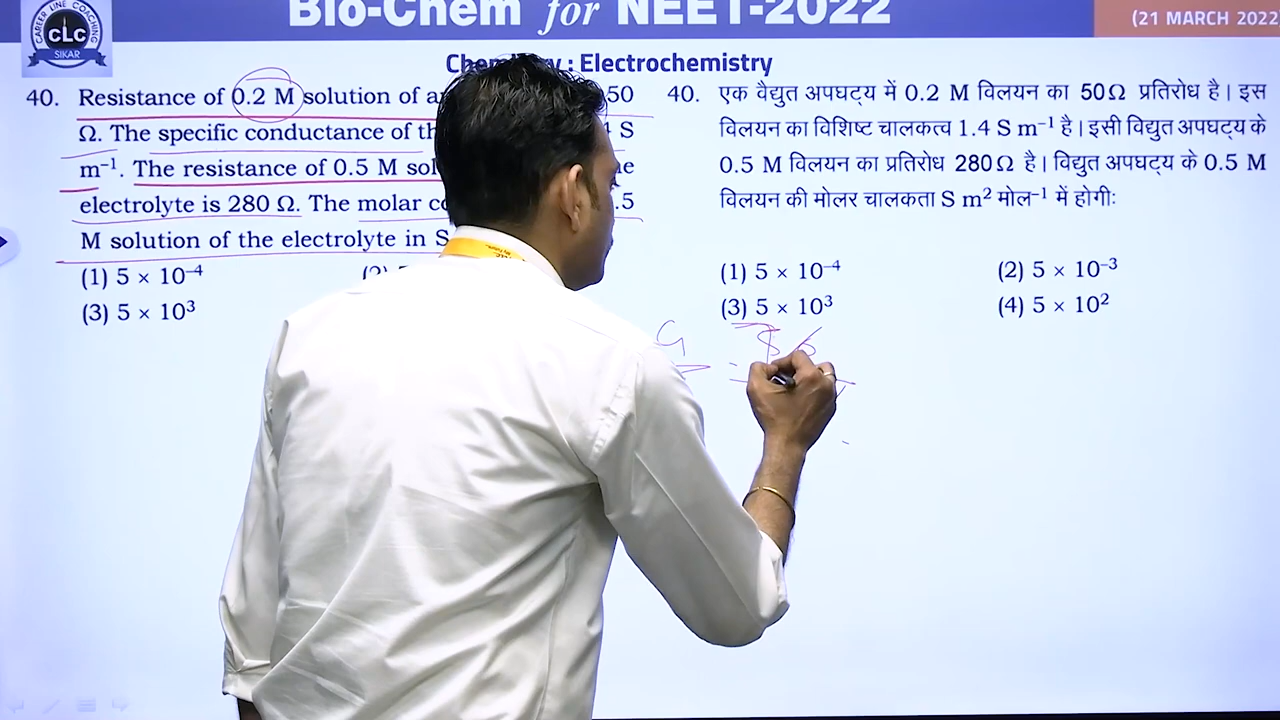 Bio-Chem for NEET-2022
(21 MARCH 2022
CAREER LINE COACHING
CLC
SIKAR
: Electrochemistry
40. Resistance of 0.2 M solution of 50
Ω. The specific conductance of S
m⁻¹. The resistance of 0.5 M
electrolyte is 280 Ω. The molar .5
M solution of the electrolyte in S
(1) 5 × 10⁻⁴
(3) 5 × 10³
40. एक वैद्युत अपघट्य में 0.2 M विलयन का 50Ω प्रतिरोध है। इस
विलयन का विशिष्ट चालकत्व 1.4 S m⁻¹ है। इसी विद्युत अपघट्य के
0.5 M विलयन का प्रतिरोध 280Ω है। विद्युत अपघट्य के 0.5 M
विलयन की मोलर चालकता S m² मोल⁻¹ में होगीः
(1) 5 × 10⁻⁴ (2) 5 × 10⁻³
(3) 5 × 10³ (4) 5 × 10²